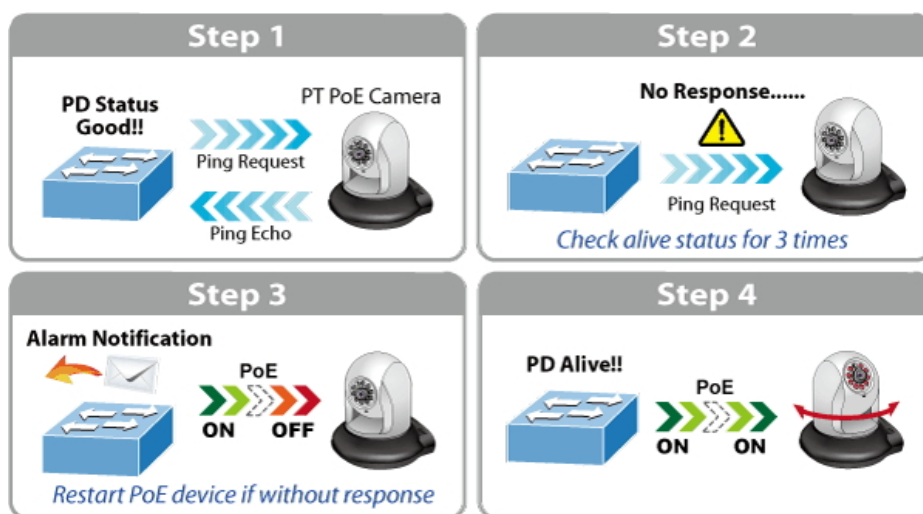 Step 1
PD Status
Good!!
PT PoE Camera
Ping Request
Ping Echo
Step 2
No Response......
Ping Request
Check alive status for 3 times
Step 3
Alarm Notification
PoE
ON OFF
Restart PoE device if without response
Step 4
PD Alive!!
PoE
ON ON